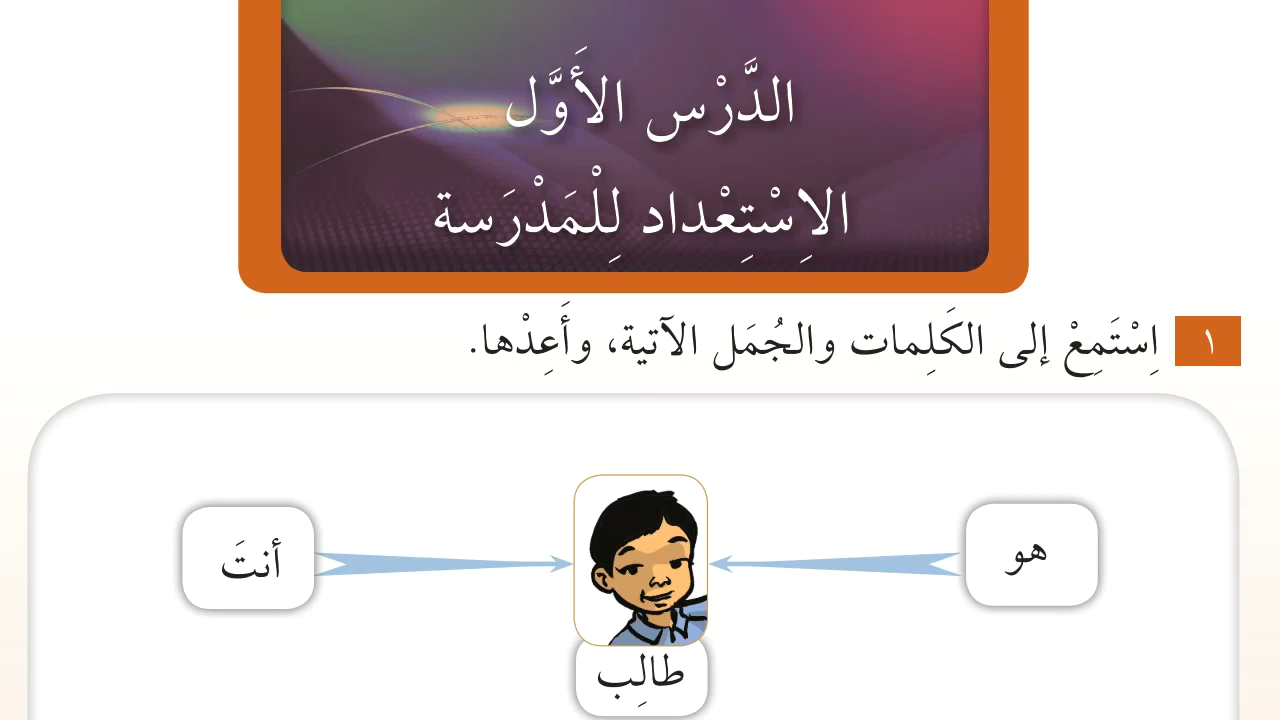 الدَّرْس الأَوَّل
الاِسْتِعْداد لِلْمَدْرَسة
١ اِسْتَمِعْ إلى الكَلِمات والجُمَل الآتية، وأَعِدْها.
هو
أنتَ
طالِب